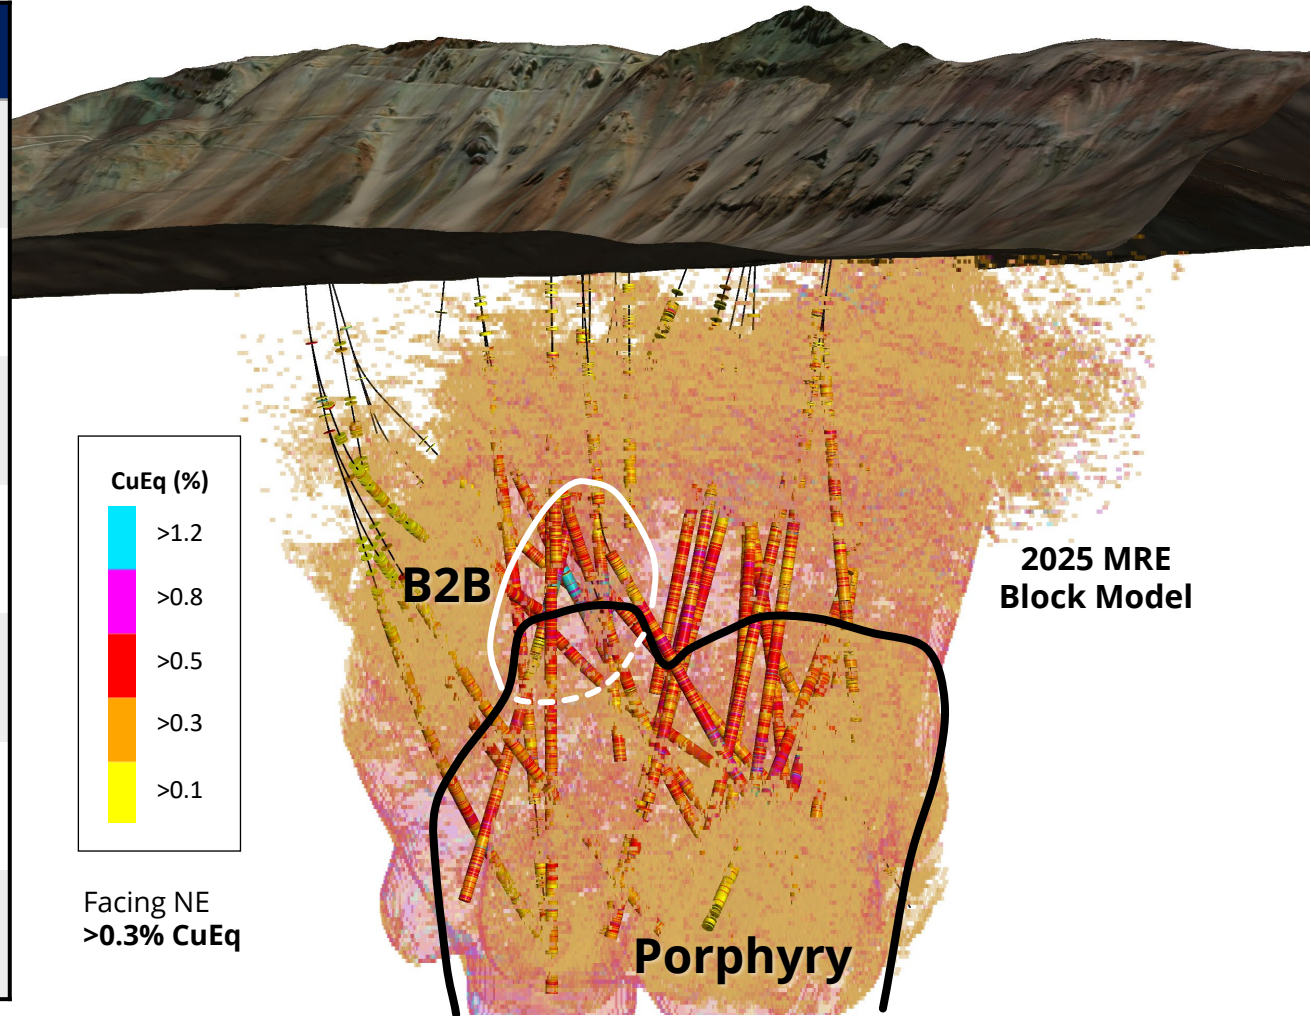 CuEq (%)
>1.2
>0.8
>0.5
>0.3
>0.1
Facing NE
>0.3% CuEq
B2B
2025 MRE
Block Model
Porphyry